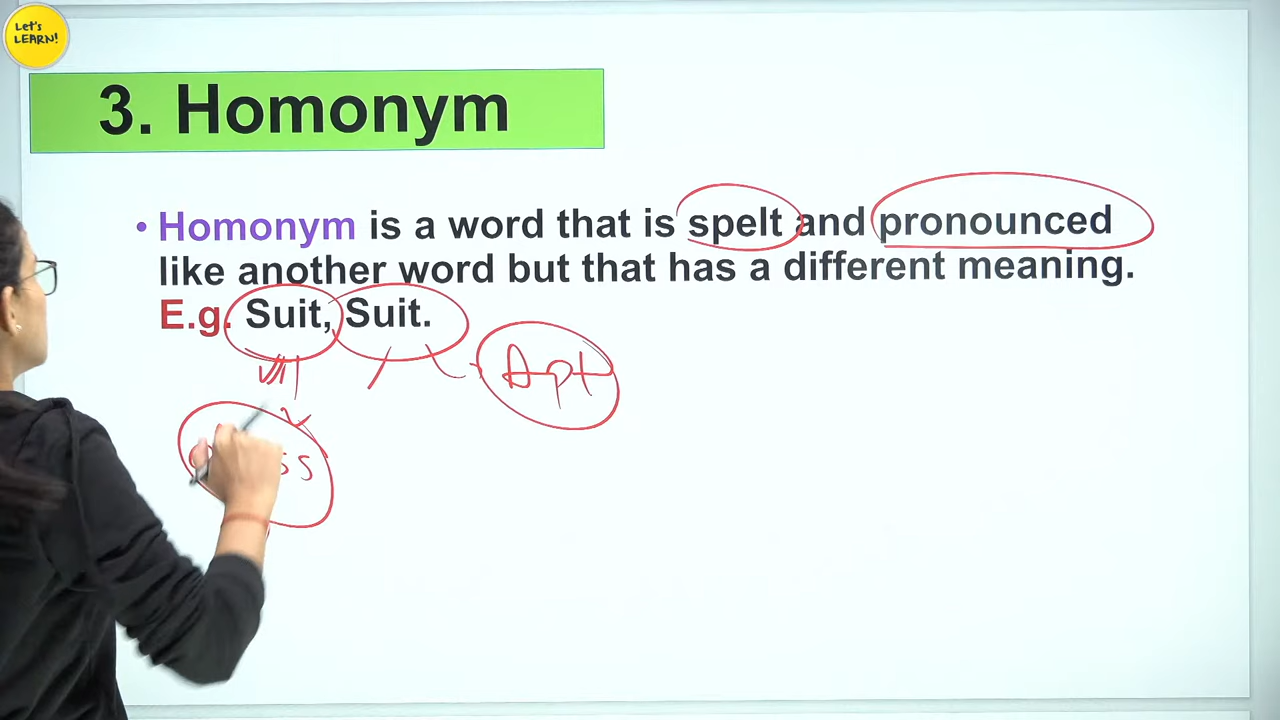 Let's
LEARN!
3. Homonym
• Homonym is a word that is spelt and pronounced
like another word but that has a different meaning.
E.g. Suit, Suit.
Apt